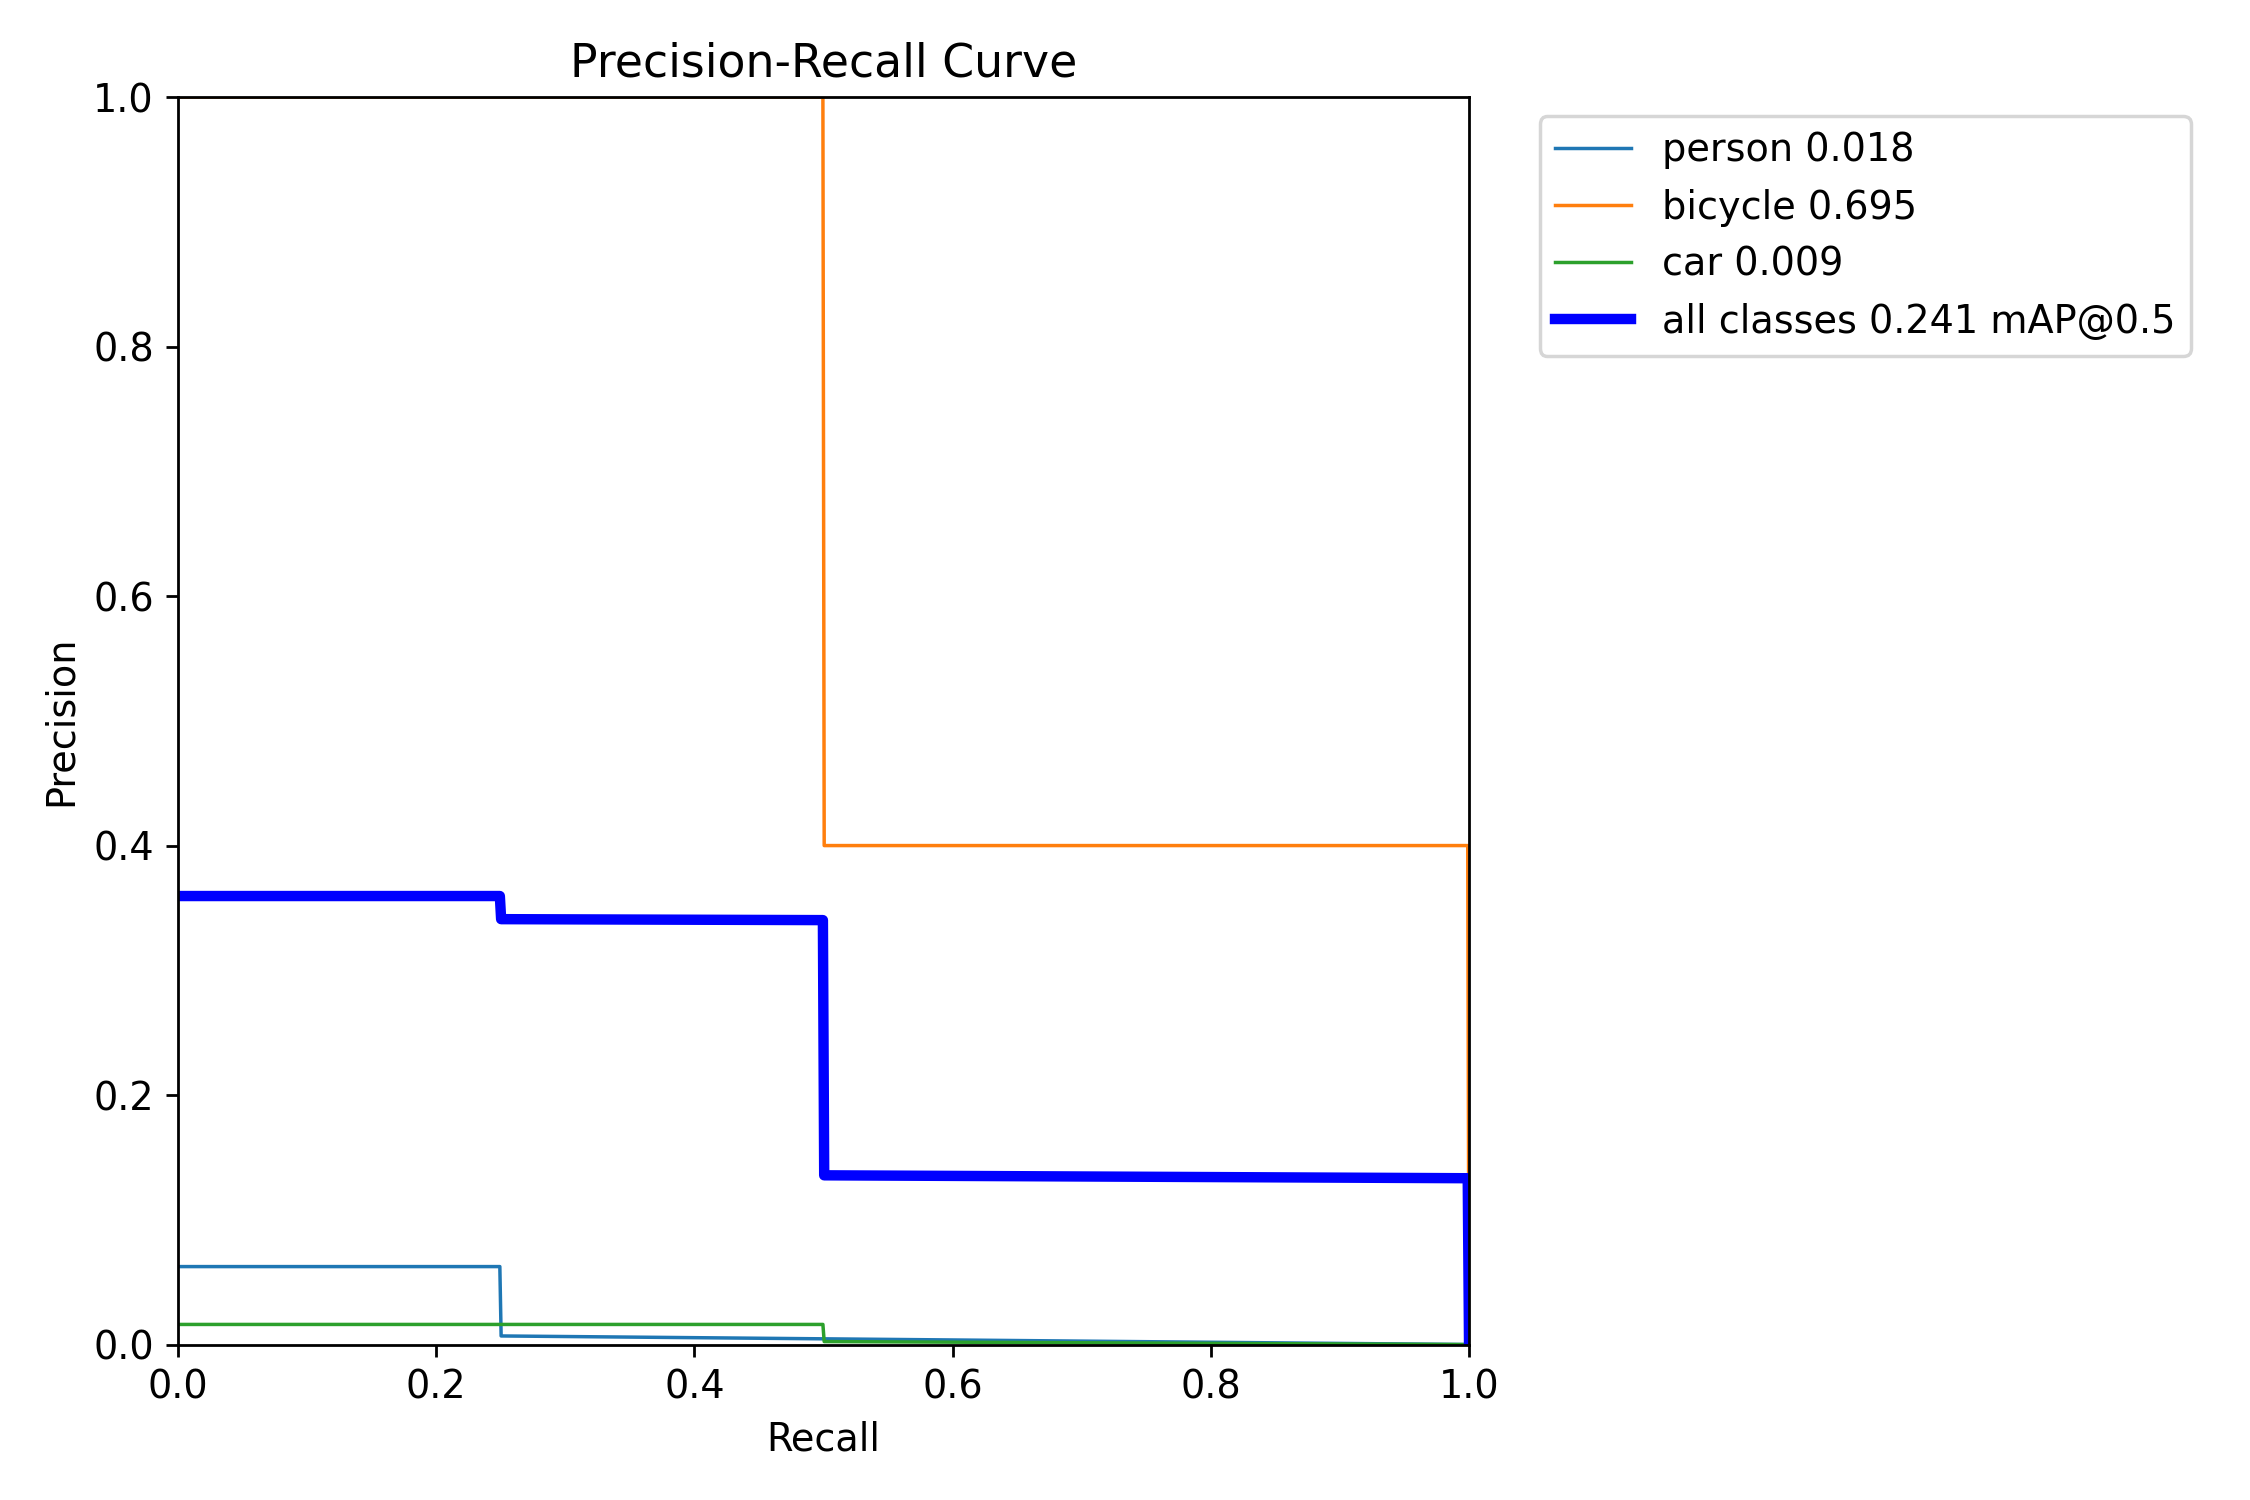 Precision-Recall Curve
1.0
0.8
0.6
0.4
0.2
0.0
Precision
0.0 0.2 0.4 0.6 0.8 1.0
Recall
person 0.018
bicycle 0.695
car 0.009
all classes 0.241 mAP@0.5